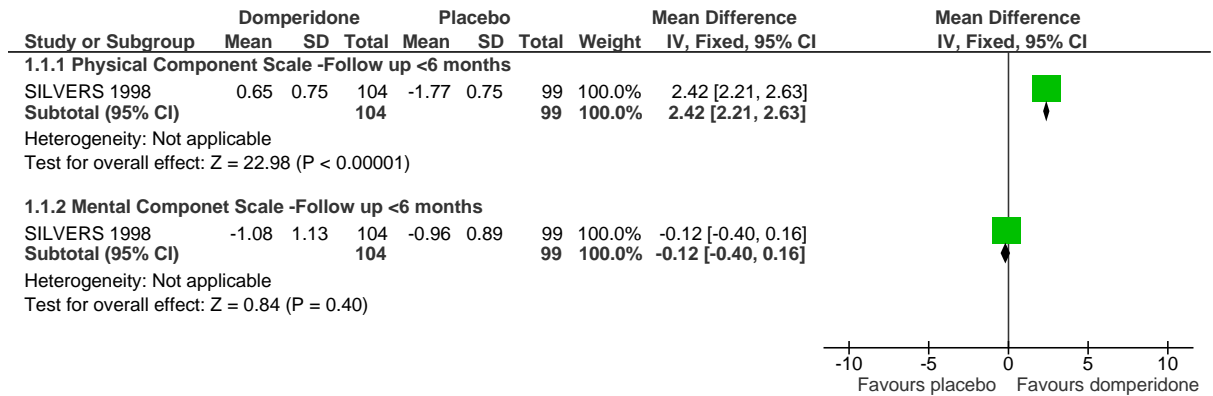 Domperidone Placebo Mean Difference Mean Difference
Study or Subgroup Mean SD Total Mean SD Total Weight IV, Fixed, 95% CI IV, Fixed, 95% CI
1.1.1 Physical Component Scale -Follow up <6 months
SILVERS 1998 0.65 0.75 104 -1.77 0.75 99 100.0% 2.42 [2.21, 2.63]
Subtotal (95% CI) 104 99 100.0% 2.42 [2.21, 2.63]
Heterogeneity: Not applicable
Test for overall effect: Z = 22.98 (P < 0.00001)
1.1.2 Mental Componet Scale -Follow up <6 months
SILVERS 1998 -1.08 1.13 104 -0.96 0.89 99 100.0% -0.12 [-0.40, 0.16]
Subtotal (95% CI) 104 99 100.0% -0.12 [-0.40, 0.16]
Heterogeneity: Not applicable
Test for overall effect: Z = 0.84 (P = 0.40)
-10 -5 0 5 10
Favours placebo Favours domperidone